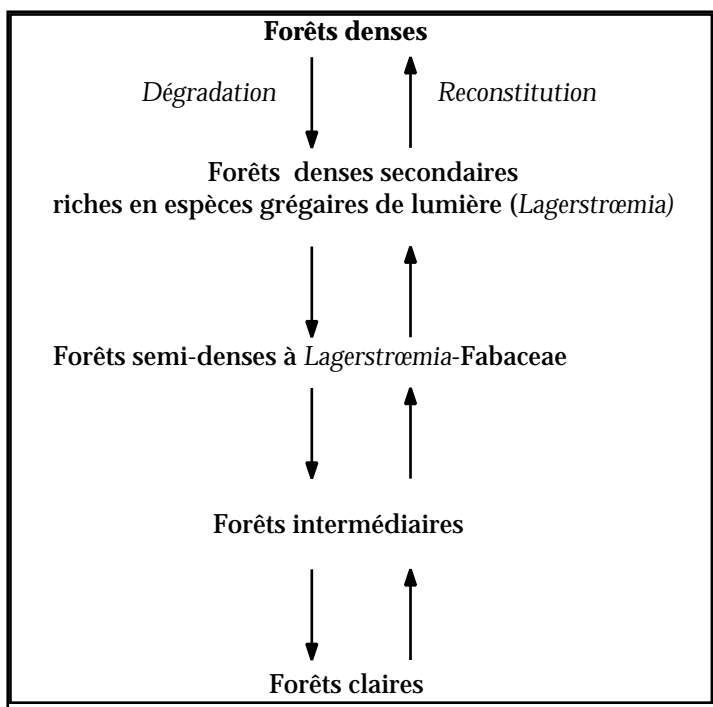 Forêts denses
Dégradation Reconstitution
Forêts denses secondaires
riches en espèces grégaires de lumière (Lagerstrœmia)
Forêts semi-denses à Lagerstrœmia-Fabaceae
Forêts intermédiaires
Forêts claires